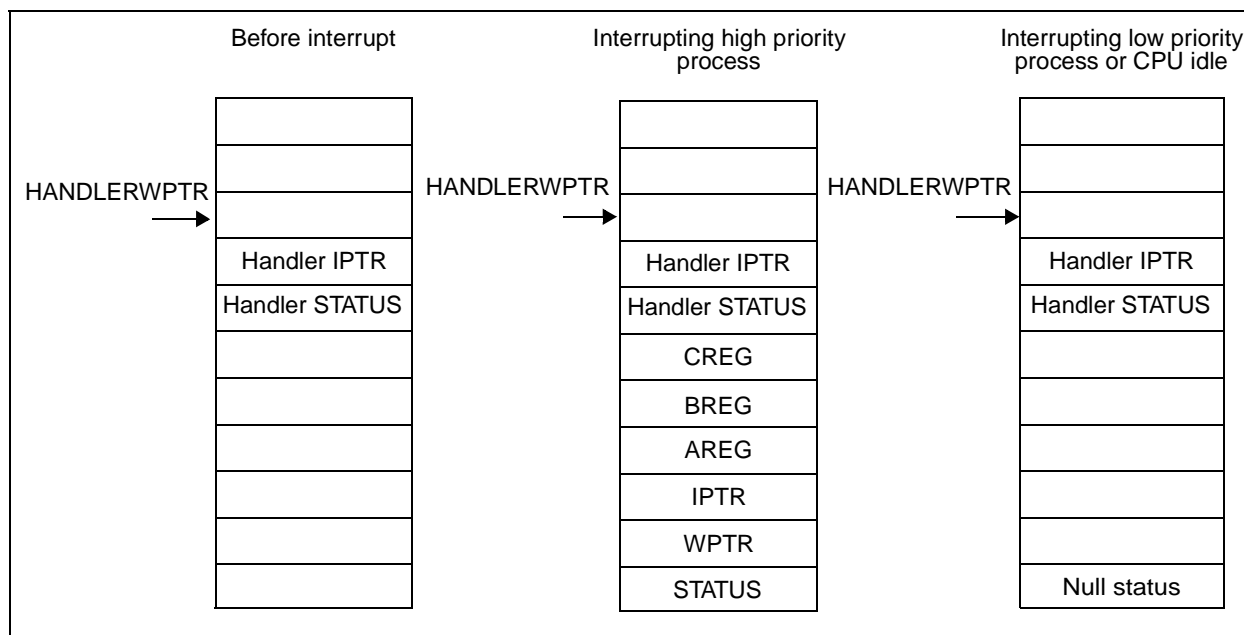 Before interrupt
HANDLERWPTR
Handler IPTR
Handler STATUS
Interrupting high priority
process
HANDLERWPTR
Handler IPTR
Handler STATUS
CREG
BREG
AREG
IPTR
WPTR
STATUS
Interrupting low priority
process or CPU idle
HANDLERWPTR
Handler IPTR
Handler STATUS
Null status